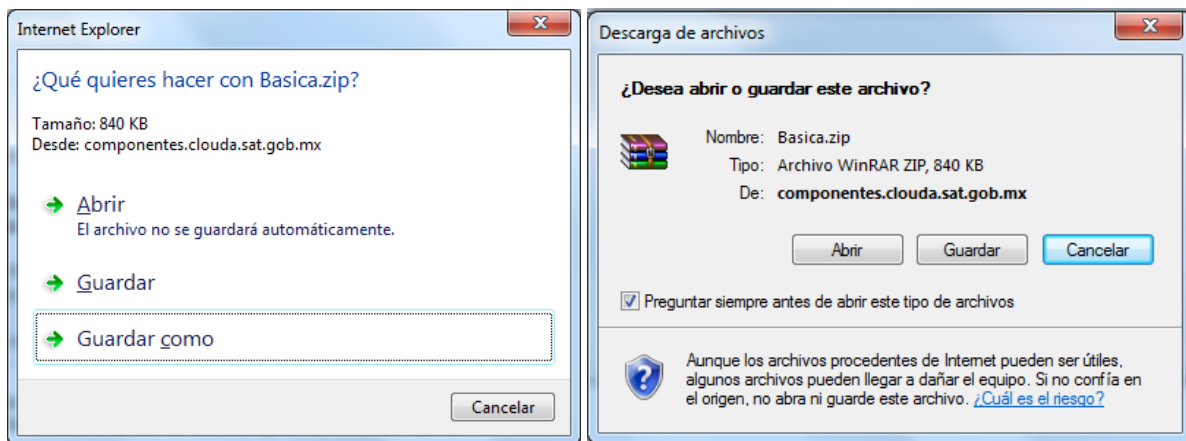 Internet Explorer
¿Qué quieres hacer con Basica.zip?
Tamaño: 840 KB
Desde: componentes.clouda.sat.gob.mx
Abrir
El archivo no se guardará automáticamente.
Guardar
Guardar como
Cancelar
Descarga de archivos
¿Desea abrir o guardar este archivo?
Nombre: Basica.zip
Tipo: Archivo WinRAR ZIP, 840 KB
De: componentes.clouda.sat.gob.mx
Abrir Guardar Cancelar
Preguntar siempre antes de abrir este tipo de archivos
Aunque los archivos procedentes de Internet pueden ser útiles,
algunos archivos pueden llegar a dañar el equipo. Si no confía en
el origen, no abra ni guarde este archivo. ¿Cuál es el riesgo?